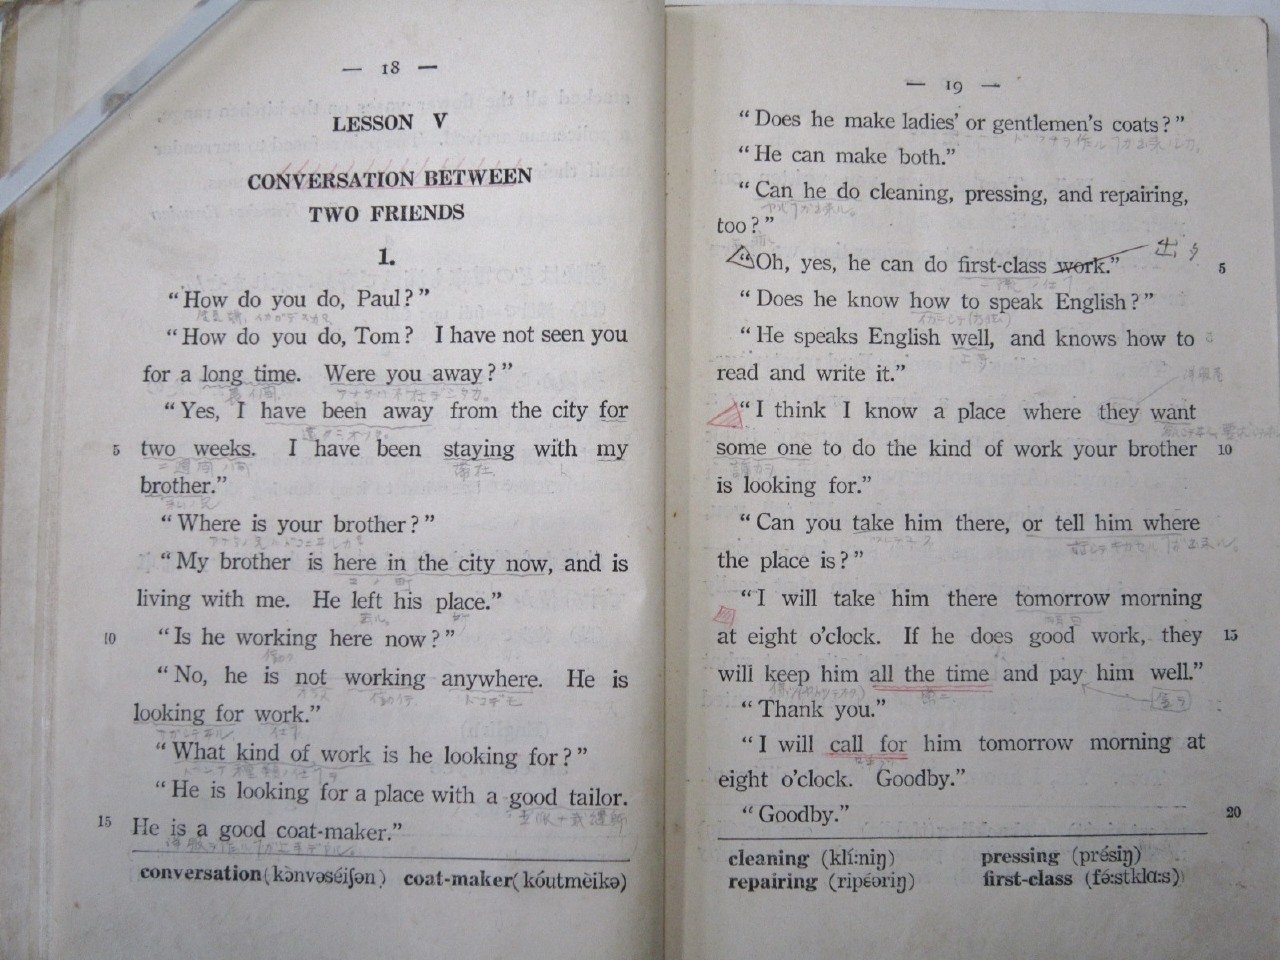 — 18 —
LESSON V
CONVERSATION BETWEEN
TWO FRIENDS
1.
“How do you do, Paul?”
“How do you do, Tom? I have not seen you
for a long time. Were you away?”
“Yes, I have been away from the city for
5 two weeks. I have been staying with my
brother.”
“Where is your brother?”
“My brother is here in the city now, and is
living with me. He left his place.”
10 “Is he working here now?”
“No, he is not working anywhere. He is
looking for work.”
“What kind of work is he looking for?”
“He is looking for a place with a good tailor.
15 He is a good coat-maker.”
conversation (kɔ̀nvəséiʃən) coat-maker (kóutmèikə)
— 19 —
“Does he make ladies’ or gentlemen’s coats?”
“He can make both.”
“Can he do cleaning, pressing, and repairing,
too?”
“Oh, yes, he can do first-class work.” 5
“Does he know how to speak English?”
“He speaks English well, and knows how to
read and write it.”
“I think I know a place where they want
some one to do the kind of work your brother 10
is looking for.”
“Can you take him there, or tell him where
the place is?”
“I will take him there tomorrow morning
at eight o’clock. If he does good work, they 15
will keep him all the time and pay him well.”
“Thank you.”
“I will call for him tomorrow morning at
eight o’clock. Goodby.”
“Goodby.” 20
cleaning (klí:niŋ) pressing (présiŋ)
repairing (ripέəriŋ) first-class (fə́:stklɑ:s)